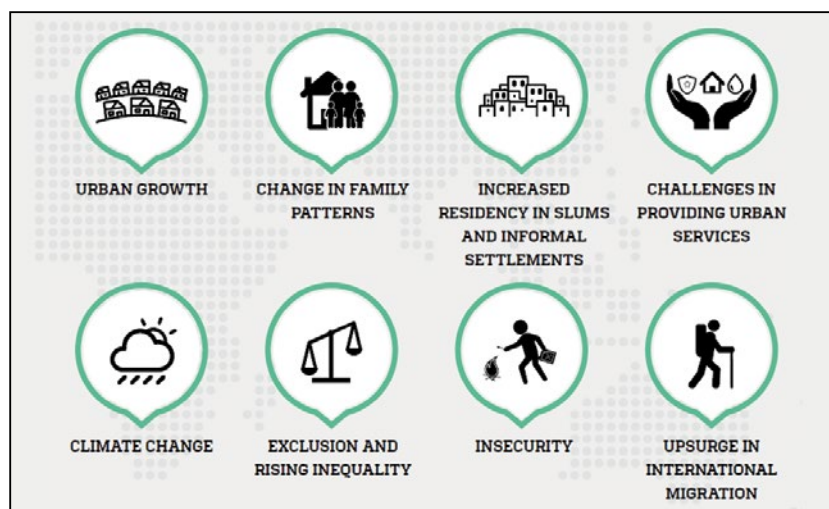 URBAN GROWTH
CHANGE IN FAMILY
PATTERNS
INCREASED
RESIDENCY IN SLUMS
AND INFORMAL
SETTLEMENTS
CHALLENGES IN
PROVIDING URBAN
SERVICES
CLIMATE CHANGE
EXCLUSION AND
RISING INEQUALITY
INSECURITY
UPSURGE IN
INTERNATIONAL
MIGRATION